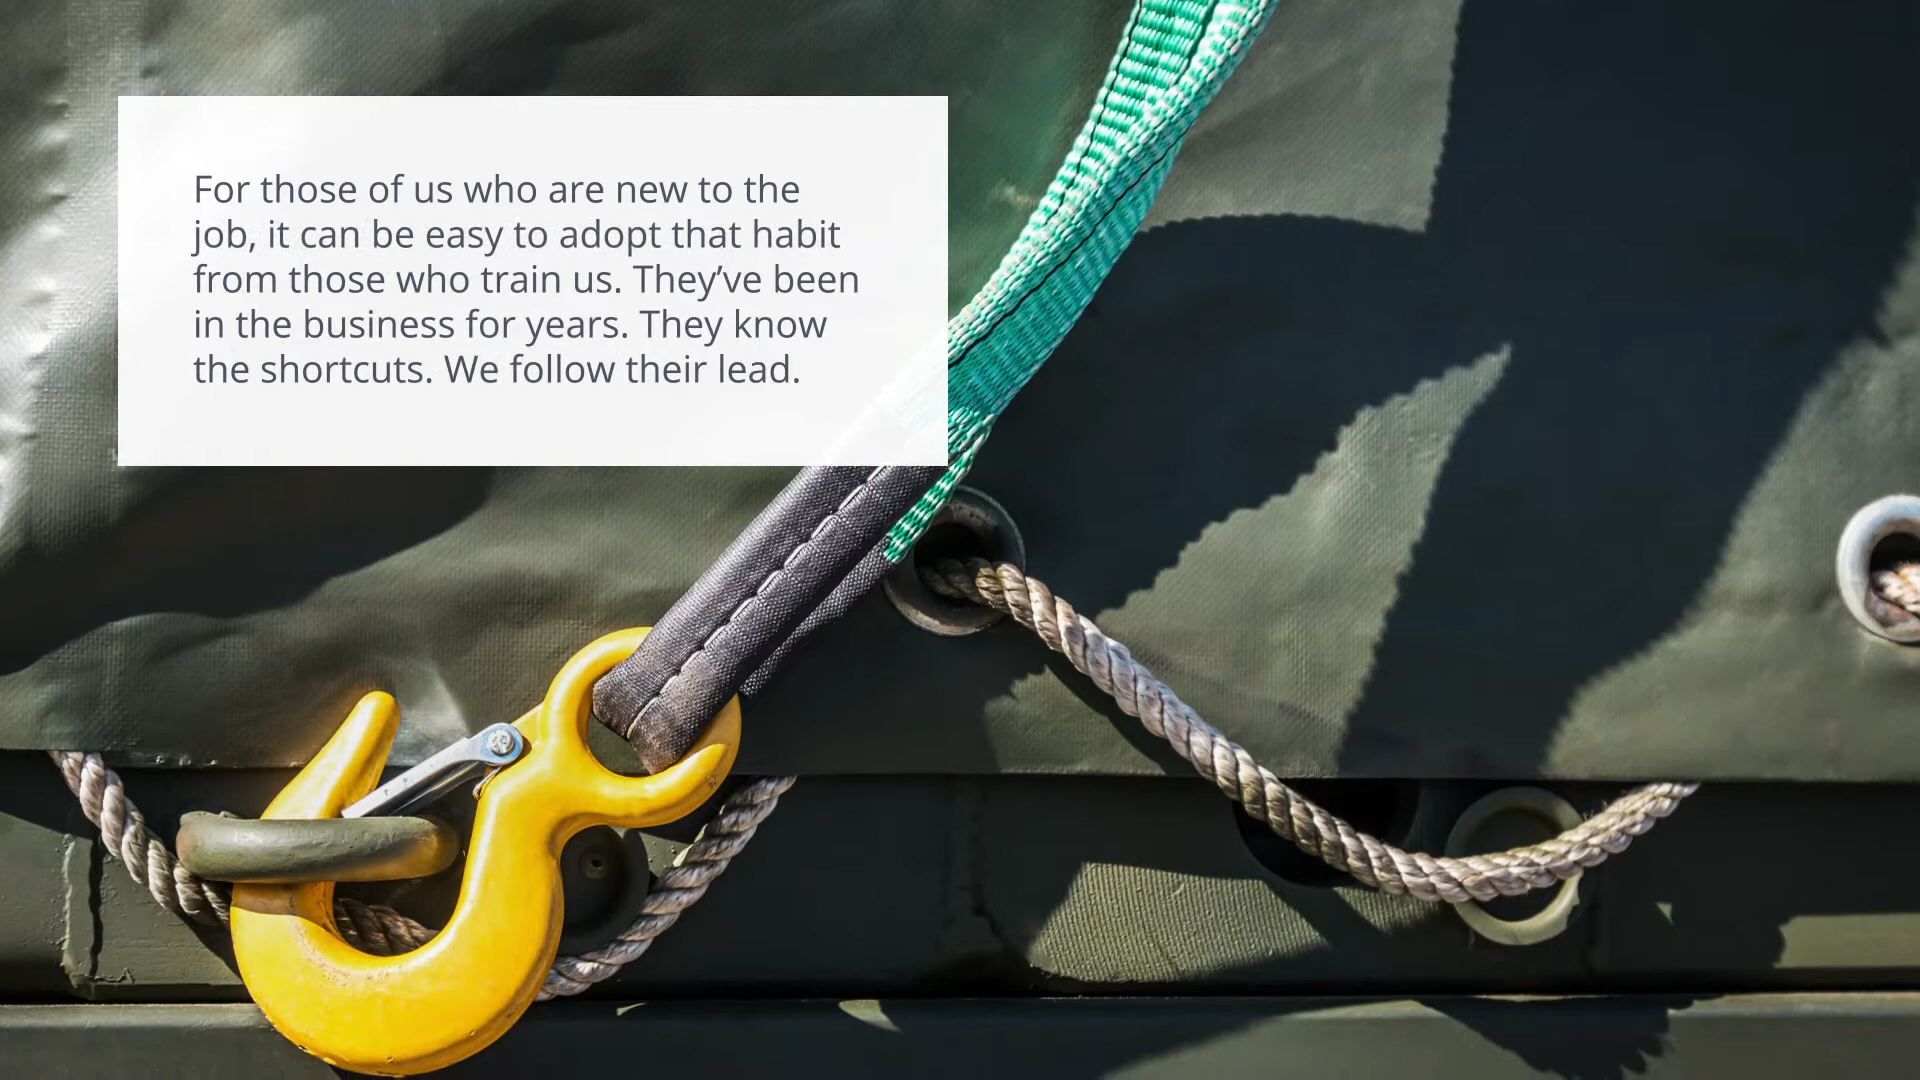 For those of us who are new to the
job, it can be easy to adopt that habit
from those who train us. They’ve been
in the business for years. They know
the shortcuts. We follow their lead.